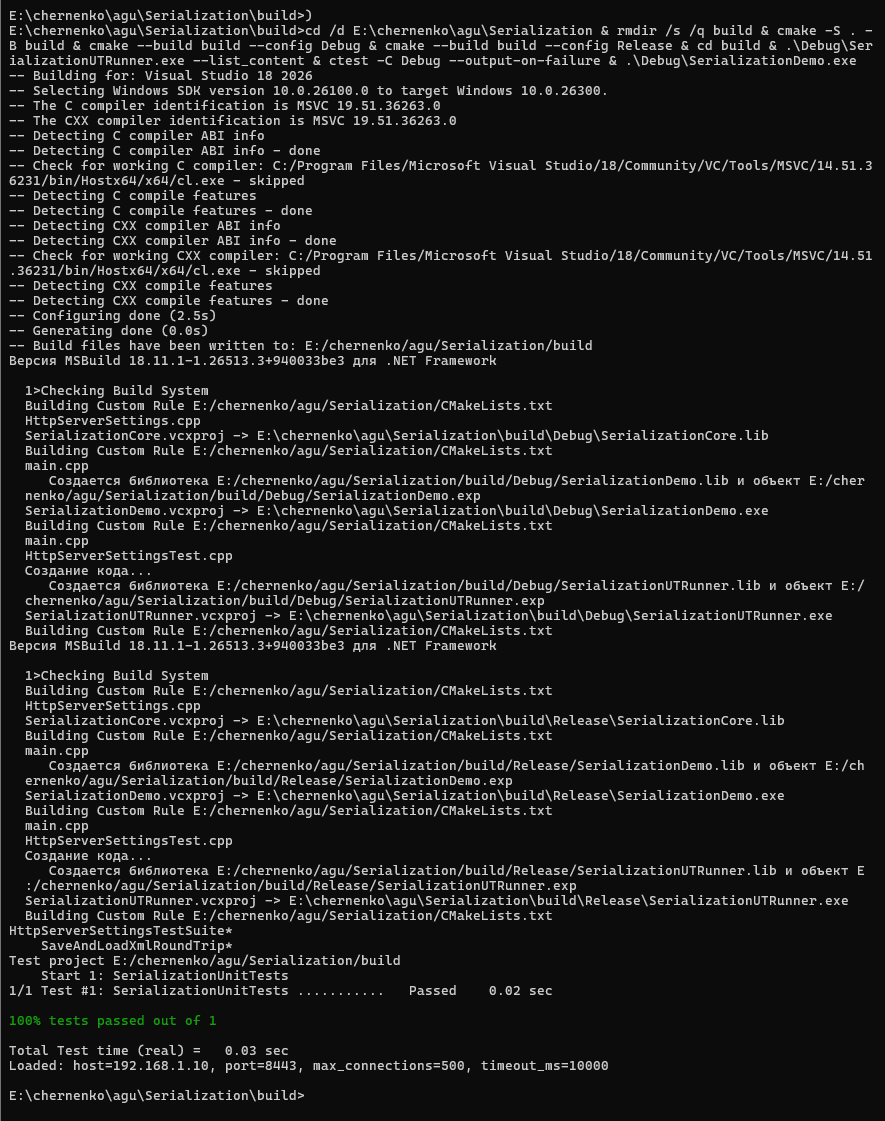 E:\chernenko\agu\Serialization\build>)
E:\chernenko\agu\Serialization\build>cd /d E:\chernenko\agu\Serialization & rmdir /s /q build & cmake -S . -
B build & cmake --build build --config Debug & cmake --build build --config Release & cd build & .\Debug\Ser
ializationUTRunner.exe --list_content & ctest -C Debug --output-on-failure & .\Debug\SerializationDemo.exe
-- Building for: Visual Studio 18 2026
-- Selecting Windows SDK version 10.0.26100.0 to target Windows 10.0.26300.
-- The C compiler identification is MSVC 19.51.36263.0
-- The CXX compiler identification is MSVC 19.51.36263.0
-- Detecting C compiler ABI info
-- Detecting C compiler ABI info - done
-- Check for working C compiler: C:/Program Files/Microsoft Visual Studio/18/Community/VC/Tools/MSVC/14.51.3
6231/bin/Hostx64/x64/cl.exe - skipped
-- Detecting C compile features
-- Detecting C compile features - done
-- Detecting CXX compiler ABI info
-- Detecting CXX compiler ABI info - done
-- Check for working CXX compiler: C:/Program Files/Microsoft Visual Studio/18/Community/VC/Tools/MSVC/14.51
.36231/bin/Hostx64/x64/cl.exe - skipped
-- Detecting CXX compile features
-- Detecting CXX compile features - done
-- Configuring done (2.5s)
-- Generating done (0.0s)
-- Build files have been written to: E:/chernenko/agu/Serialization/build
Версия MSBuild 18.11.1-1.26513.3+940033be3 для .NET Framework

  1>Checking Build System
  Building Custom Rule E:/chernenko/agu/Serialization/CMakeLists.txt
  HttpServerSettings.cpp
  SerializationCore.vcxproj -> E:\chernenko\agu\Serialization\build\Debug\SerializationCore.lib
  Building Custom Rule E:/chernenko/agu/Serialization/CMakeLists.txt
  main.cpp
     Создается библиотека E:/chernenko/agu/Serialization/build/Debug/SerializationDemo.lib и объект E:/cher
  nenko/agu/Serialization/build/Debug/SerializationDemo.exp
  SerializationDemo.vcxproj -> E:\chernenko\agu\Serialization\build\Debug\SerializationDemo.exe
  Building Custom Rule E:/chernenko/agu/Serialization/CMakeLists.txt
  main.cpp
  HttpServerSettingsTest.cpp
  Создание кода...
     Создается библиотека E:/chernenko/agu/Serialization/build/Debug/SerializationUTRunner.lib и объект E:/
  chernenko/agu/Serialization/build/Debug/SerializationUTRunner.exp
  SerializationUTRunner.vcxproj -> E:\chernenko\agu\Serialization\build\Debug\SerializationUTRunner.exe
  Building Custom Rule E:/chernenko/agu/Serialization/CMakeLists.txt
Версия MSBuild 18.11.1-1.26513.3+940033be3 для .NET Framework

  1>Checking Build System
  Building Custom Rule E:/chernenko/agu/Serialization/CMakeLists.txt
  HttpServerSettings.cpp
  SerializationCore.vcxproj -> E:\chernenko\agu\Serialization\build\Release\SerializationCore.lib
  Building Custom Rule E:/chernenko/agu/Serialization/CMakeLists.txt
  main.cpp
     Создается библиотека E:/chernenko/agu/Serialization/build/Release/SerializationDemo.lib и объект E:/ch
  ernenko/agu/Serialization/build/Release/SerializationDemo.exp
  SerializationDemo.vcxproj -> E:\chernenko\agu\Serialization\build\Release\SerializationDemo.exe
  Building Custom Rule E:/chernenko/agu/Serialization/CMakeLists.txt
  main.cpp
  HttpServerSettingsTest.cpp
  Создание кода...
     Создается библиотека E:/chernenko/agu/Serialization/build/Release/SerializationUTRunner.lib и объект E
  :/chernenko/agu/Serialization/build/Release/SerializationUTRunner.exp
  SerializationUTRunner.vcxproj -> E:\chernenko\agu\Serialization\build\Release\SerializationUTRunner.exe
  Building Custom Rule E:/chernenko/agu/Serialization/CMakeLists.txt
HttpServerSettingsTestSuite*
    SaveAndLoadXmlRoundTrip*
Test project E:/chernenko/agu/Serialization/build
    Start 1: SerializationUnitTests
1/1 Test #1: SerializationUnitTests ...........   Passed    0.02 sec

100% tests passed out of 1

Total Test time (real) =   0.03 sec
Loaded: host=192.168.1.10, port=8443, max_connections=500, timeout_ms=10000

E:\chernenko\agu\Serialization\build>